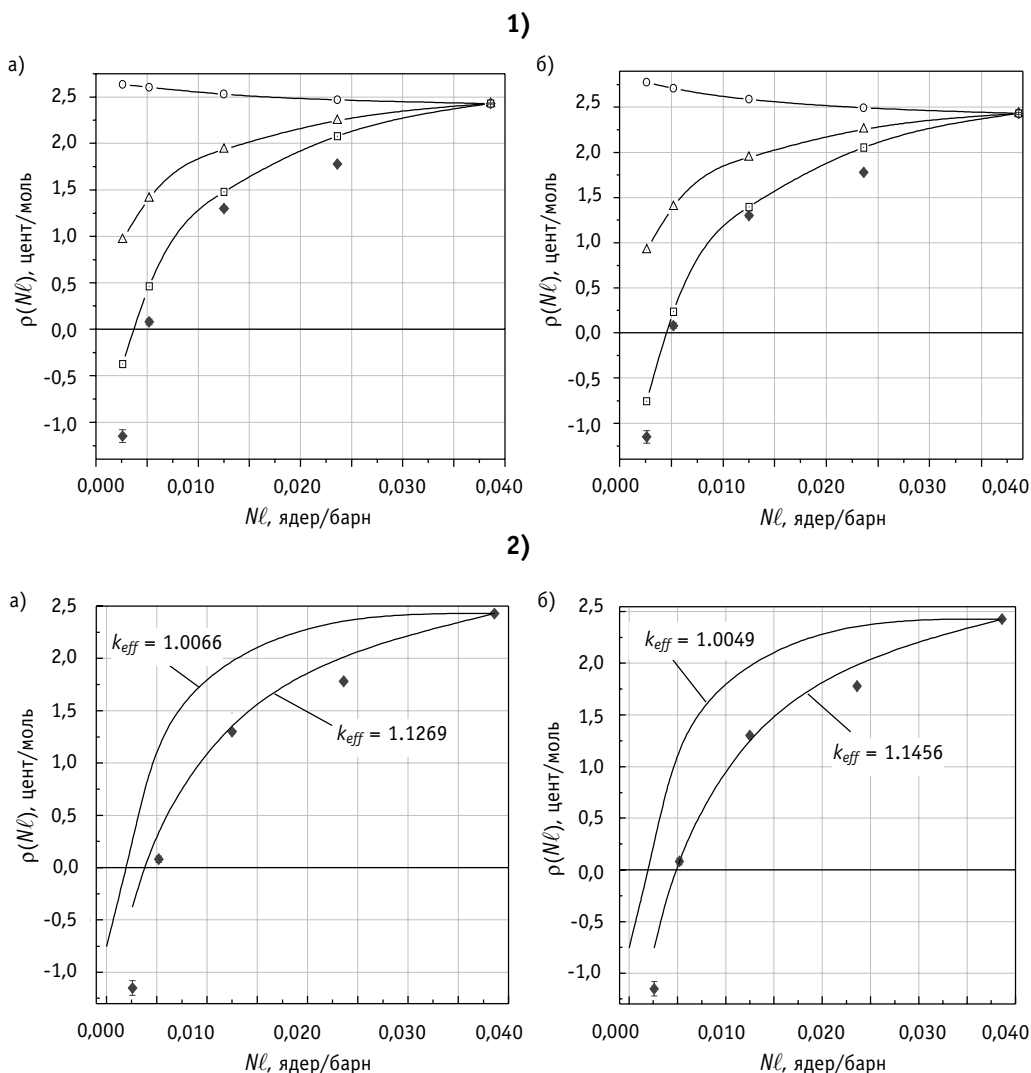 1)
а)
2,5
2,0
1,5
1,0
0,5
0,0
-0,5
-1,0
ρ(Nℓ), цент/моль
0,000 0,010 0,020 0,030 0,040
Nℓ, ядер/барн
б)
2,5
2,0
1,5
1,0
0,5
0,0
-0,5
-1,0
ρ(Nℓ), цент/моль
0,000 0,010 0,020 0,030 0,040
Nℓ, ядер/барн
2)
а)
2,5
2,0
1,5
1,0
0,5
0,0
-0,5
-1,0
ρ(Nℓ), цент/моль
k_eff = 1.0066
k_eff = 1.1269
0,000 0,010 0,020 0,030 0,040
Nℓ, ядер/барн
б)
2,5
2,0
1,5
1,0
0,5
0,0
-0,5
-1,0
ρ(Nℓ), цент/моль
k_eff = 1.0049
k_eff = 1.1456
0,000 0,010 0,020 0,030 0,040
Nℓ, ядер/барн